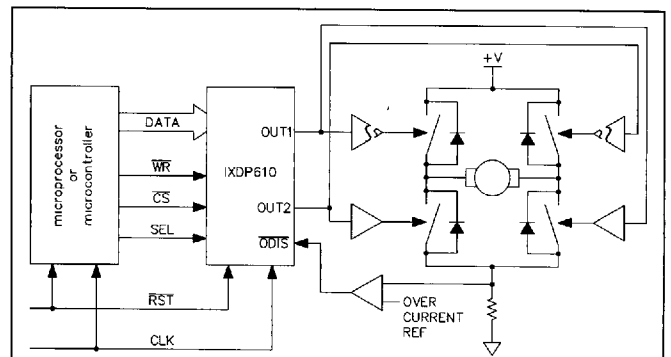 microprocessor
or
microcontroller
DATA
WR
CS
SEL
RST
CLK
IXDP610
OUT1
OUT2
ODIS
+V
OVER
CURRENT
REF